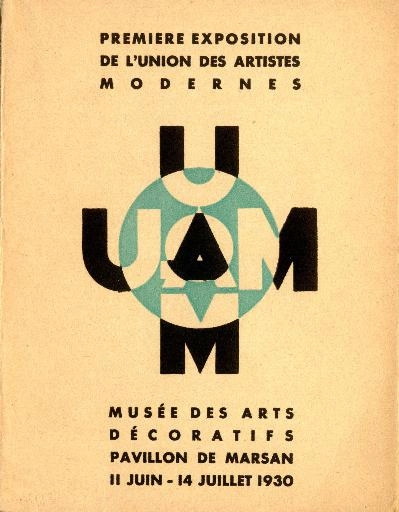 PREMIERE EXPOSITION
DE L'UNION DES ARTISTES
MODERNES
U
UAM
M
MUSÉE DES ARTS
DÉCORATIFS
PAVILLON DE MARSAN
11 JUIN - 14 JUILLET 1930